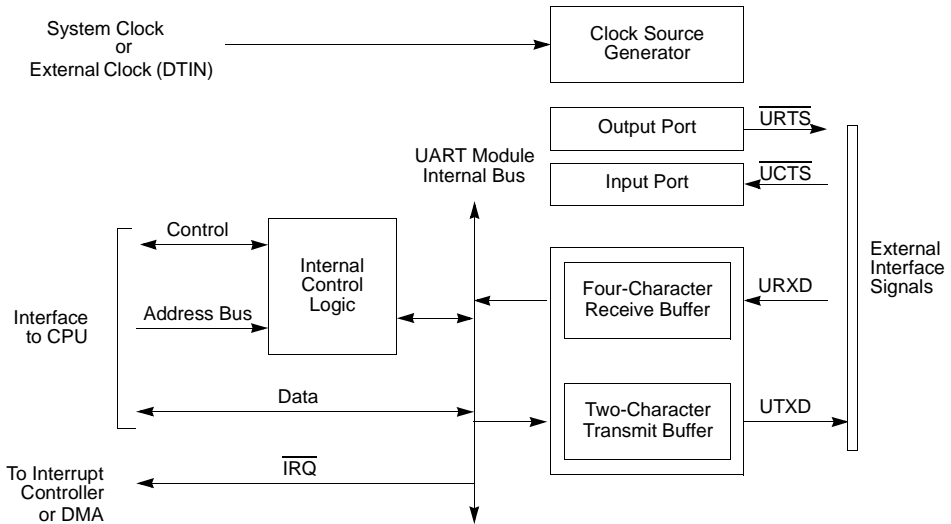 System Clock
or
External Clock (DTIN)
Clock Source
Generator
Output Port
URTS
UART Module
Internal Bus
Input Port
UCTS
Control
Internal
Control
Logic
Address Bus
Interface
to CPU
Four-Character
Receive Buffer
URXD
External
Interface
Signals
Data
Two-Character
Transmit Buffer
UTXD
IRQ
To Interrupt
Controller
or DMA